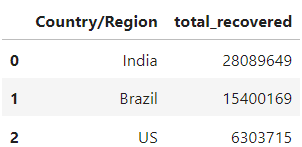 Country/Region total_recovered
0 India 28089649
1 Brazil 15400169
2 US 6303715